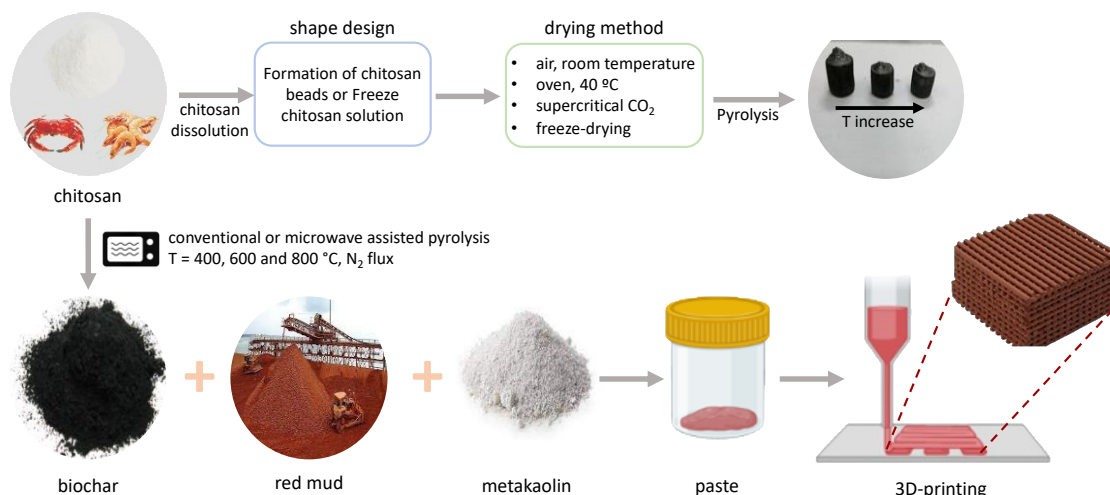 shape design
drying method
chitosan
dissolution
Formation of chitosan
beads or Freeze
chitosan solution
• air, room temperature
• oven, 40 ºC
• supercritical CO₂
• freeze-drying
Pyrolysis
T increase
chitosan
conventional or microwave assisted pyrolysis
T = 400, 600 and 800 °C, N₂ flux
biochar
red mud
metakaolin
paste
3D-printing